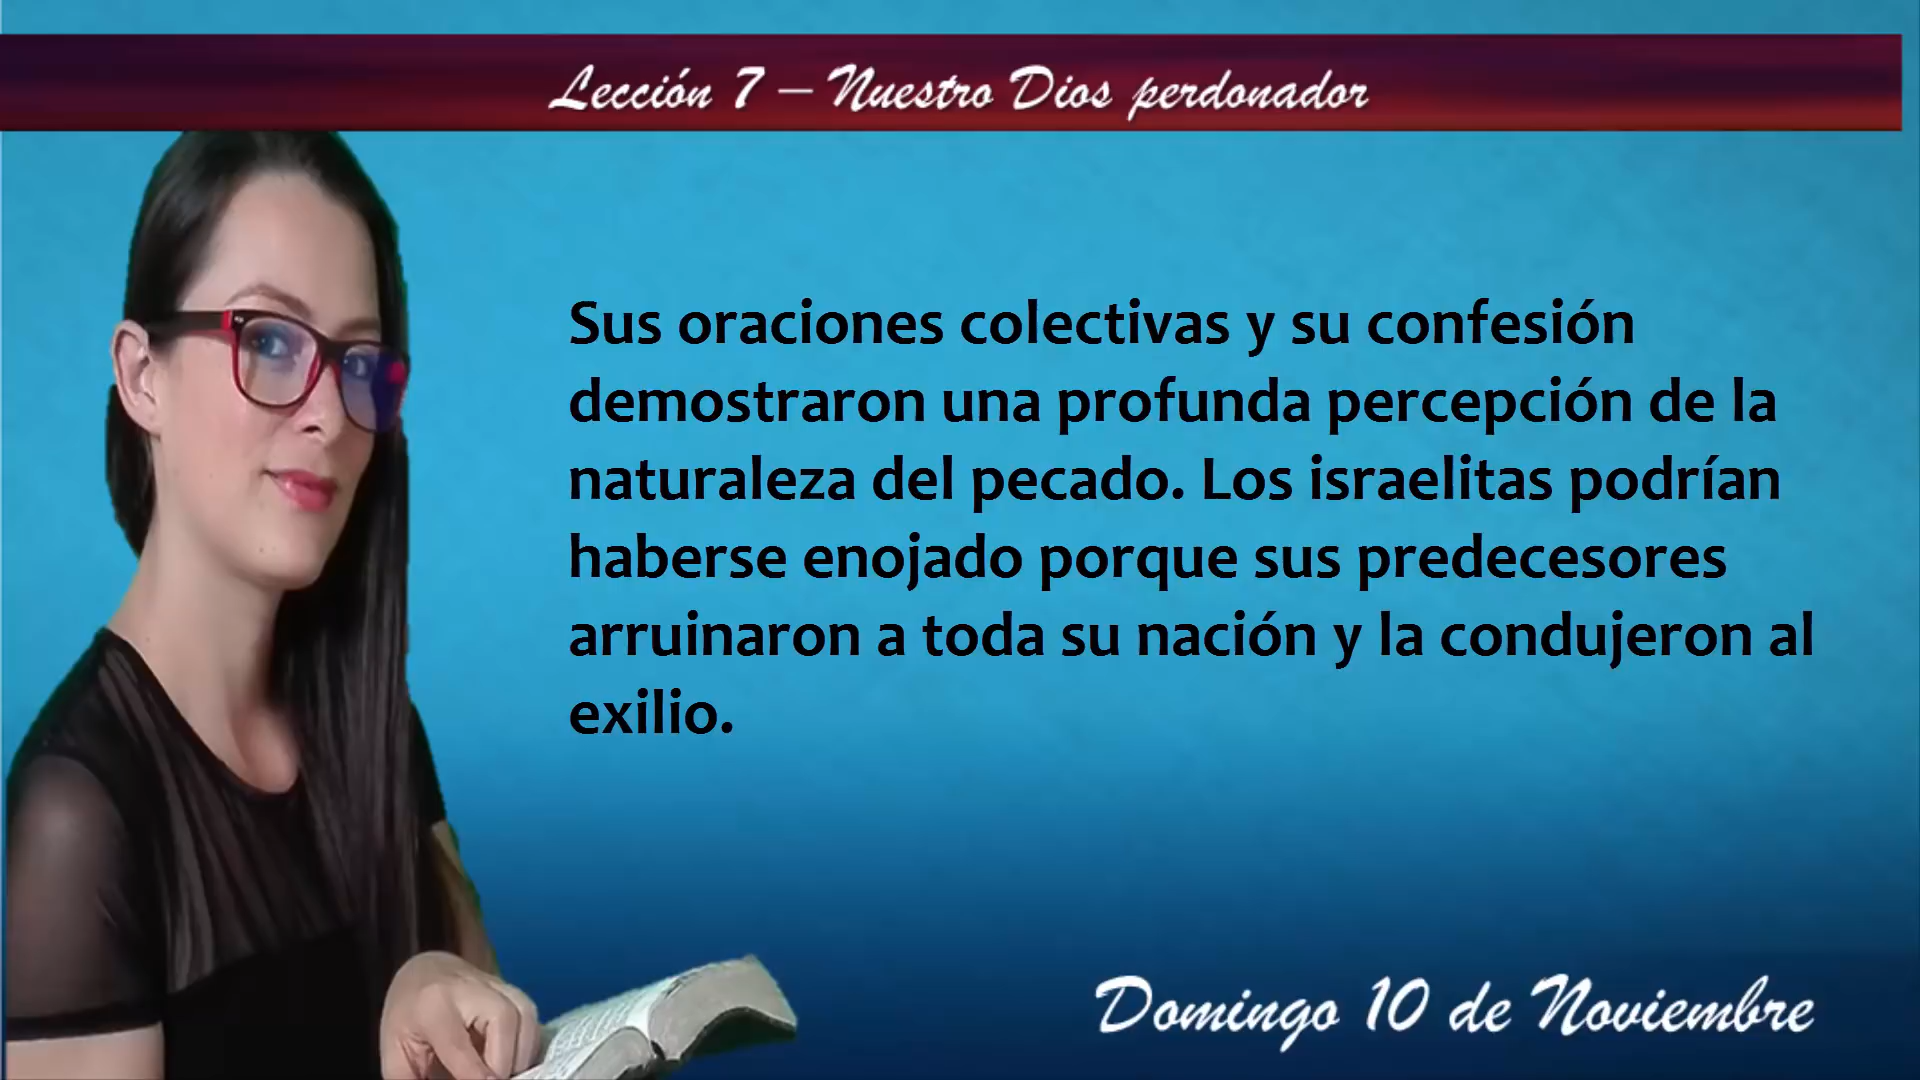 Lección 7 – Nuestro Dios perdonador
Sus oraciones colectivas y su confesión
demostraron una profunda percepción de la
naturaleza del pecado. Los israelitas podrían
haberse enojado porque sus predecesores
arruinaron a toda su nación y la condujeron al
exilio.
Domingo 10 de Noviembre